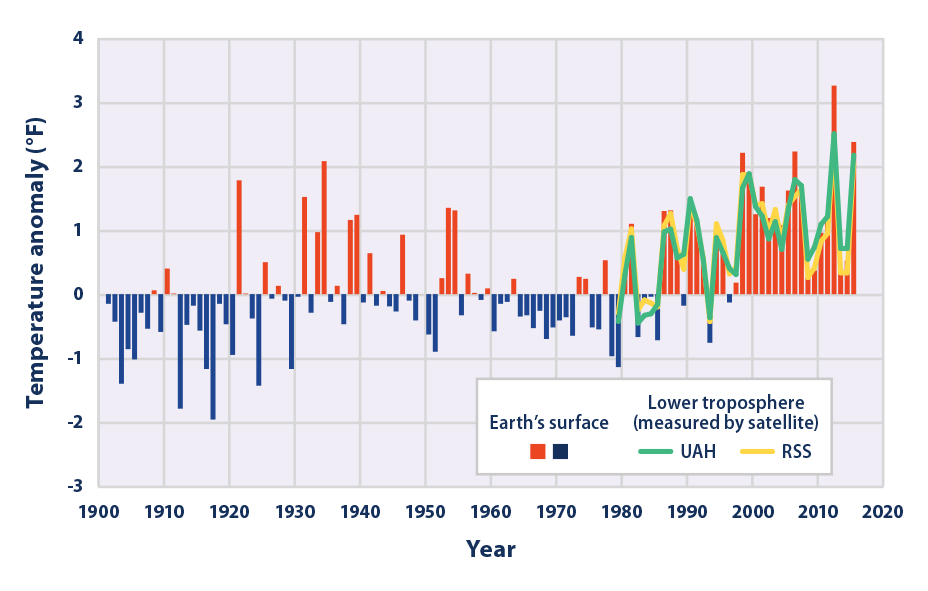 4
3
2
1
0
-1
-2
-3
Temperature anomaly (°F)
1900 1910 1920 1930 1940 1950 1960 1970 1980 1990 2000 2010 2020
Year
Earth's surface
Lower troposphere
(measured by satellite)
UAH RSS